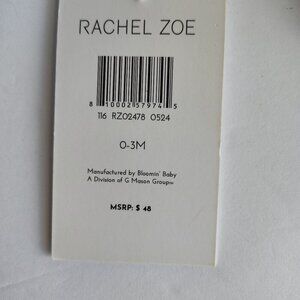 RACHEL ZOE
8 10002 57974 5
116 RZ02478 0524
0-3M
Manufactured by Bloomin' Baby
A Division of G Mason Group™
MSRP: $ 48